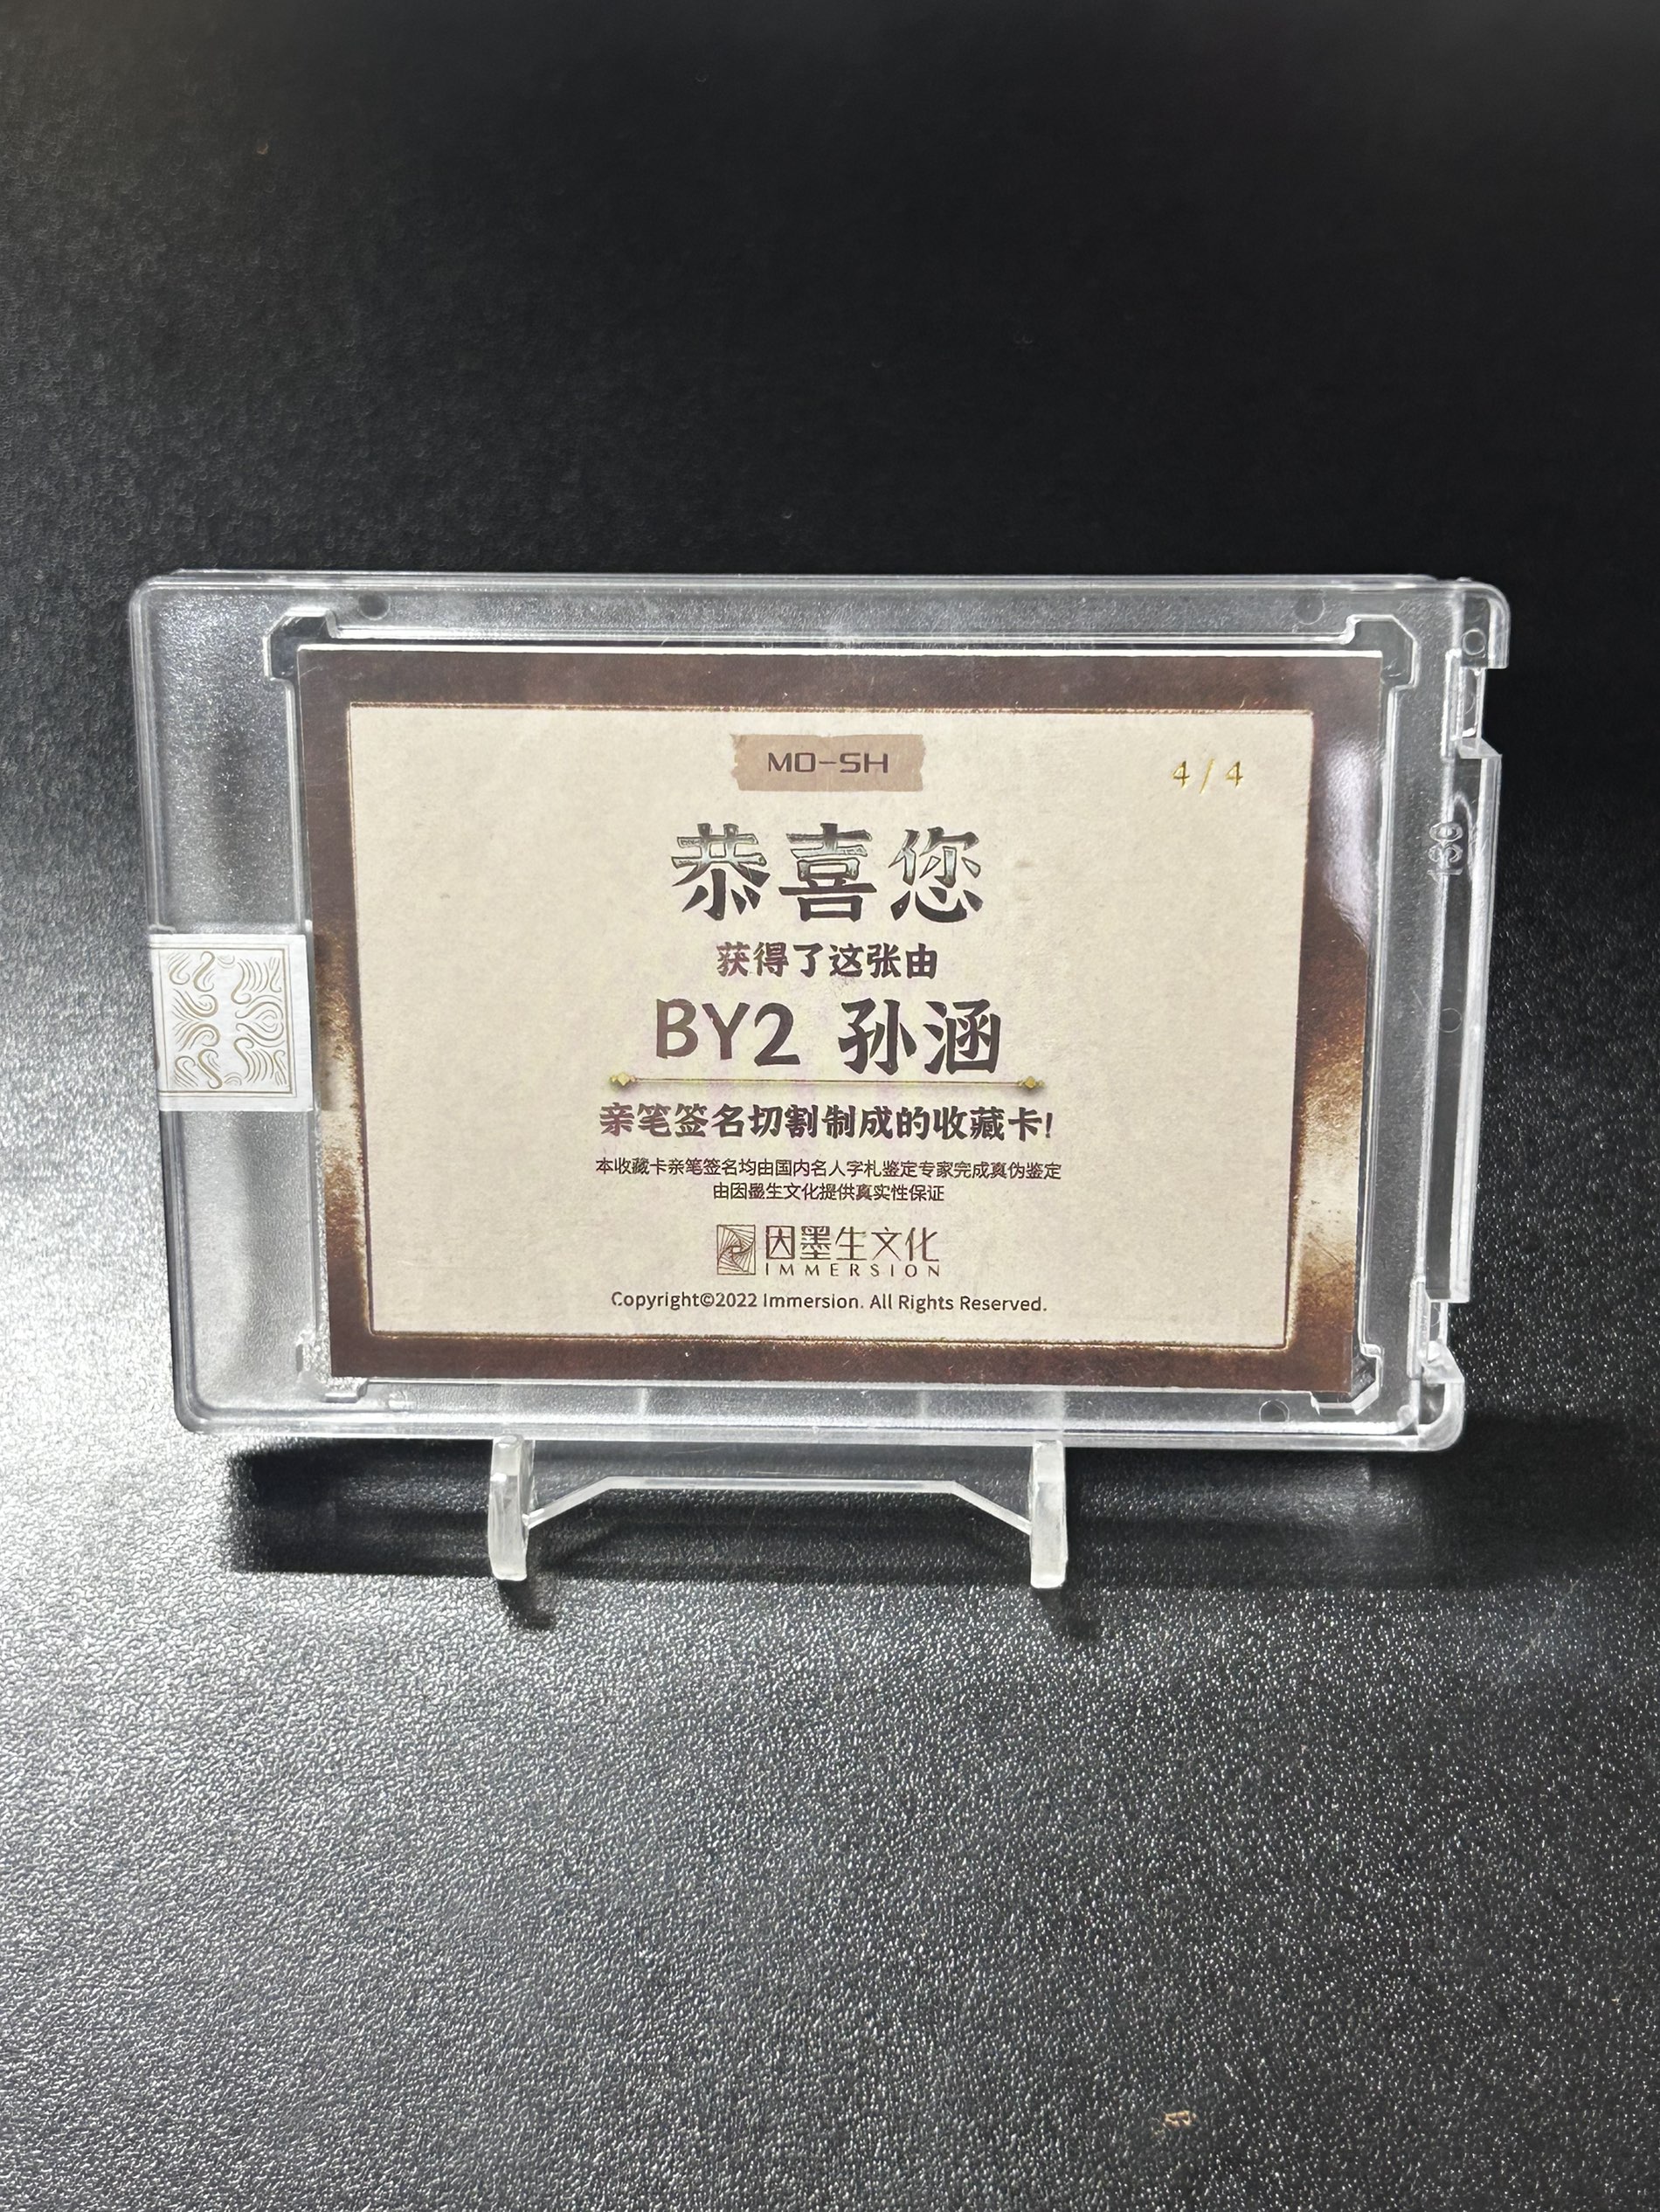 MO-SH
4/4
恭喜您
获得了这张由
BY2 孙涵
亲笔签名切割制成的收藏卡!
本收藏卡亲笔签名均由国内名人字札鉴定专家完成真伪鉴定
由因墨生文化提供真实性保证
因墨生文化
IMMERSION
Copyright©2022 Immersion. All Rights Reserved.